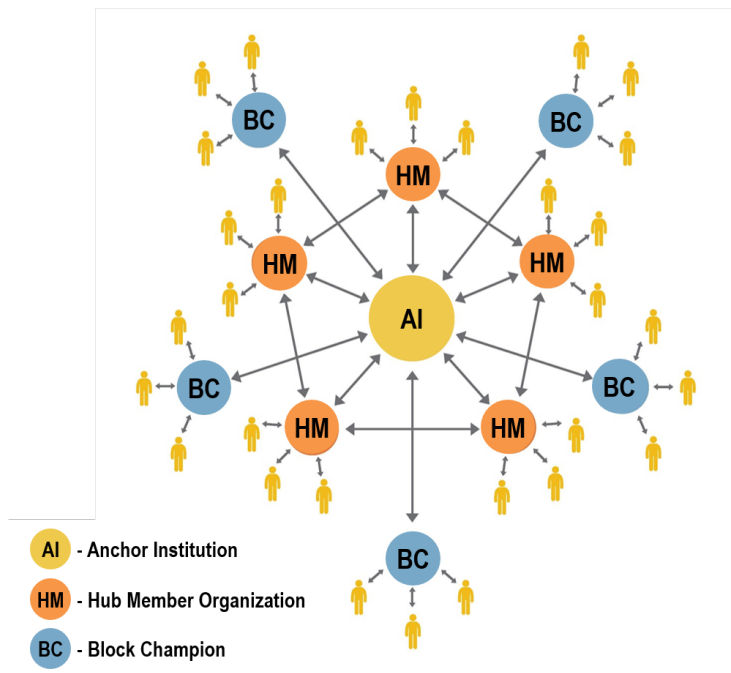 BC
BC
HM
HM
HM
AI
BC
BC
HM
HM
BC
AI - Anchor Institution
HM - Hub Member Organization
BC - Block Champion